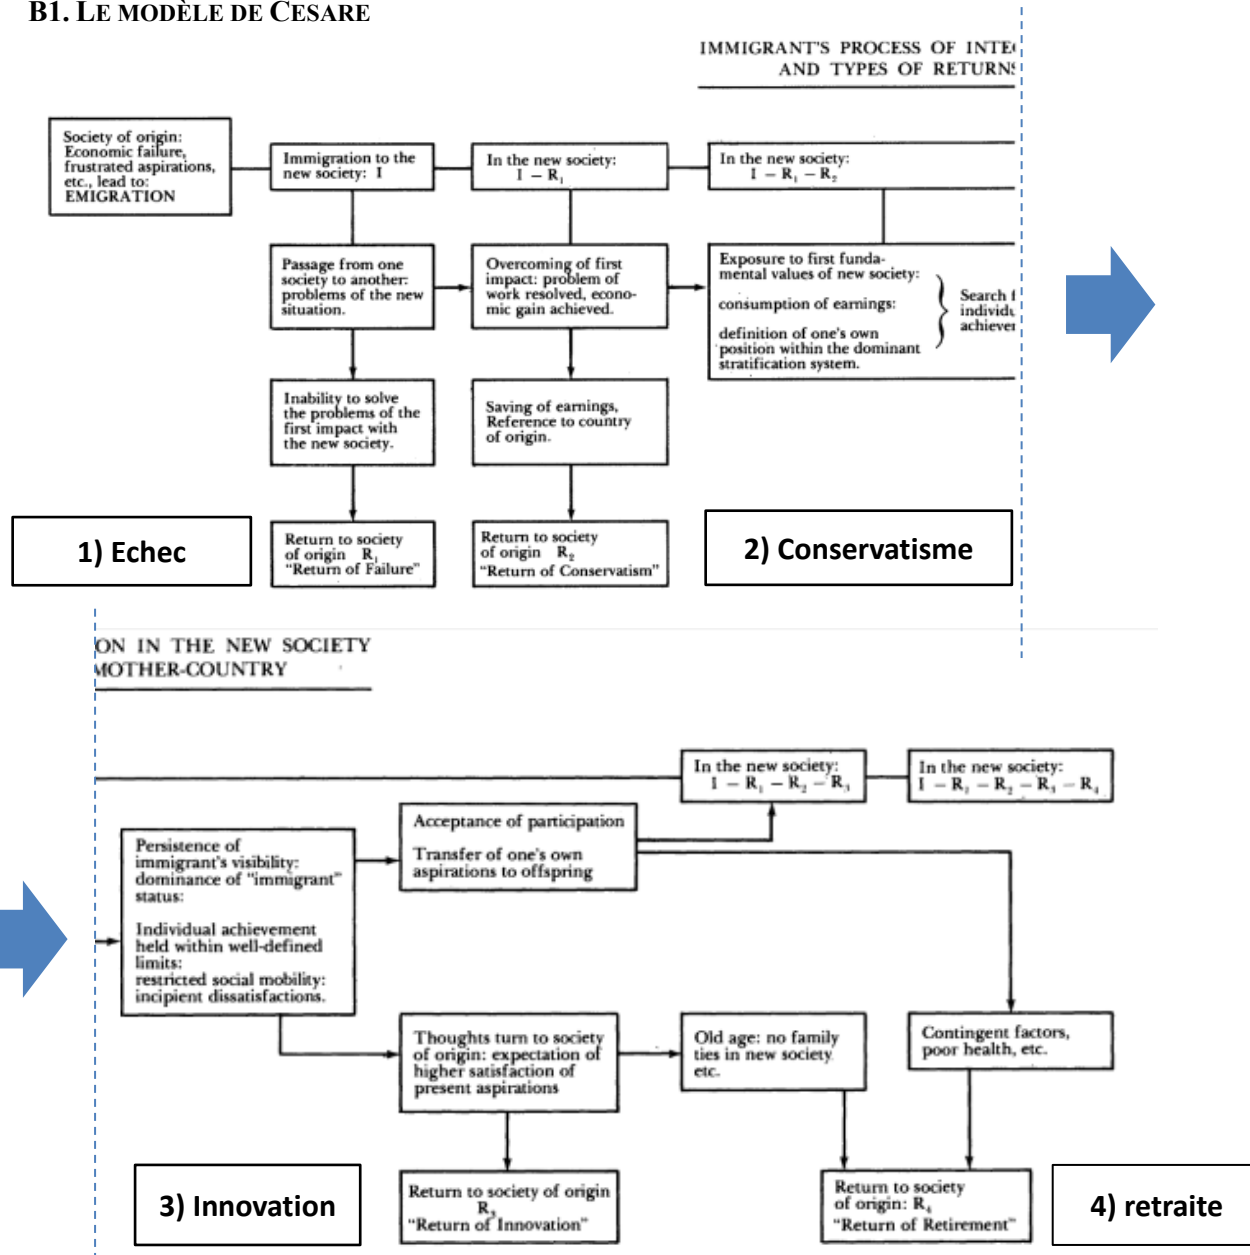 B1. LE MODÈLE DE CESARE
IMMIGRANT'S PROCESS OF INTE
AND TYPES OF RETURNS
Society of origin:
Economic failure,
frustrated aspirations,
etc., lead to:
EMIGRATION
Immigration to the
new society: I
In the new society:
I – R₁
In the new society:
I – R₁ – R₂
Passage from one
society to another:
problems of the new
situation.
Overcoming of first
impact: problem of
work resolved, econo-
mic gain achieved.
Exposure to first funda-
mental values of new society:
consumption of earnings:
definition of one's own
position within the dominant
stratification system.
Search f
individu
achieve
Inability to solve
the problems of the
first impact with
the new society.
Saving of earnings,
Reference to country
of origin.
1) Echec
Return to society
of origin R₁
"Return of Failure"
Return to society
of origin R₂
"Return of Conservatism"
2) Conservatisme
ON IN THE NEW SOCIETY
MOTHER-COUNTRY
In the new society:
I – R₁ – R₂ – R₃
In the new society:
I – R₁ – R₂ – R₃ – R₄
Persistence of
immigrant's visibility:
dominance of "immigrant"
status:
Individual achievement
held within well-defined
limits:
restricted social mobility:
incipient dissatisfactions.
Acceptance of participation
Transfer of one's own
aspirations to offspring
Thoughts turn to society
of origin: expectation of
higher satisfaction of
present aspirations
Old age: no family
ties in new society
etc.
Contingent factors,
poor health, etc.
3) Innovation
Return to society of origin
R₃
"Return of Innovation"
Return to society
of origin: R₄
"Return of Retirement"
4) retraite